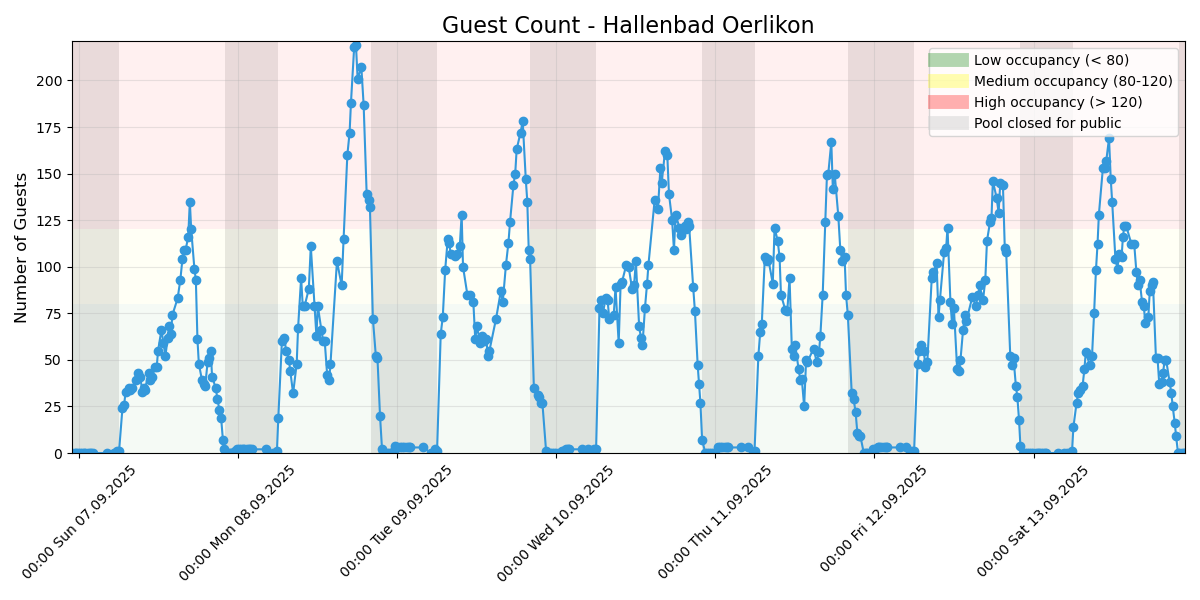 Guest Count - Hallenbad Oerlikon
Number of Guests
200
175
150
125
100
75
50
25
0
Low occupancy (< 80)
Medium occupancy (80-120)
High occupancy (> 120)
Pool closed for public
00:00 Sun 07.09.2025
00:00 Mon 08.09.2025
00:00 Tue 09.09.2025
00:00 Wed 10.09.2025
00:00 Thu 11.09.2025
00:00 Fri 12.09.2025
00:00 Sat 13.09.2025